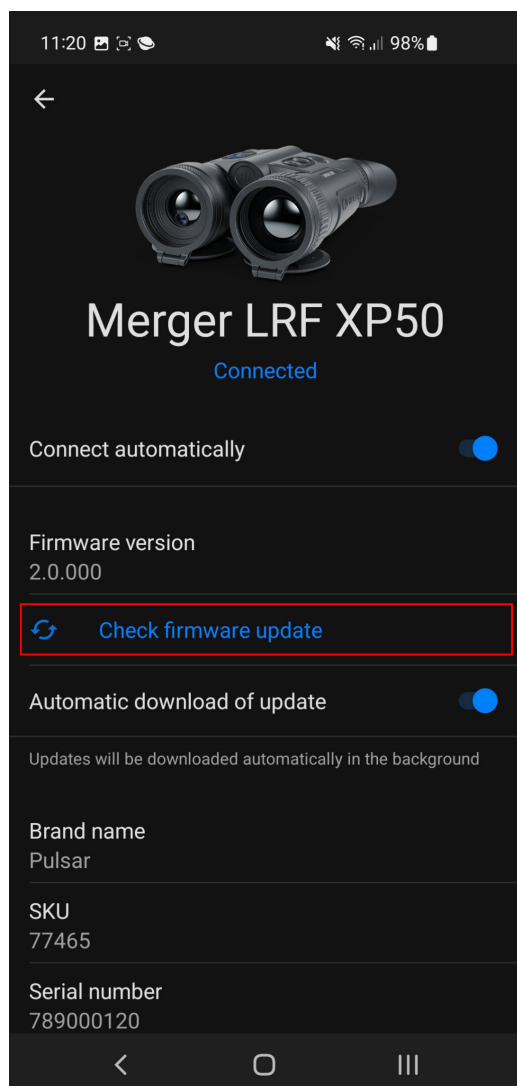 11:20
98%
Merger LRF XP50
Connected
Connect automatically
Firmware version
2.0.000
Check firmware update
Automatic download of update
Updates will be downloaded automatically in the background
Brand name
Pulsar
SKU
77465
Serial number
789000120